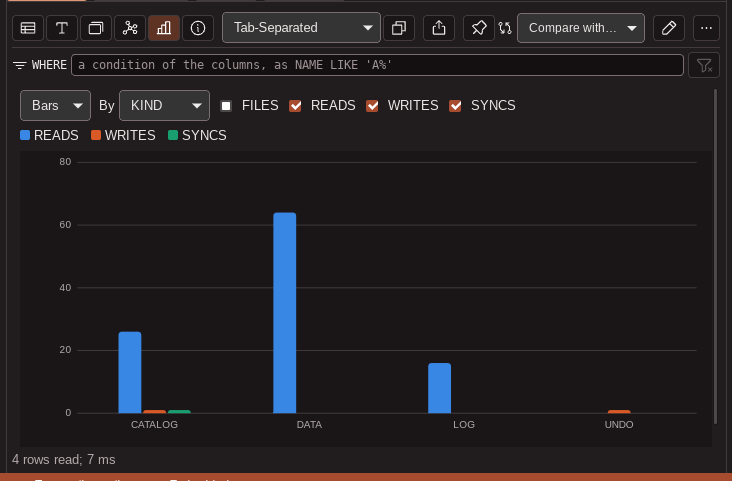 Tab-Separated Compare with...
WHERE a condition of the columns, as NAME LIKE 'A%'
Bars By KIND FILES READS WRITES SYNCS
READS WRITES SYNCS
80
60
40
20
0
CATALOG DATA LOG UNDO
4 rows read; 7 ms